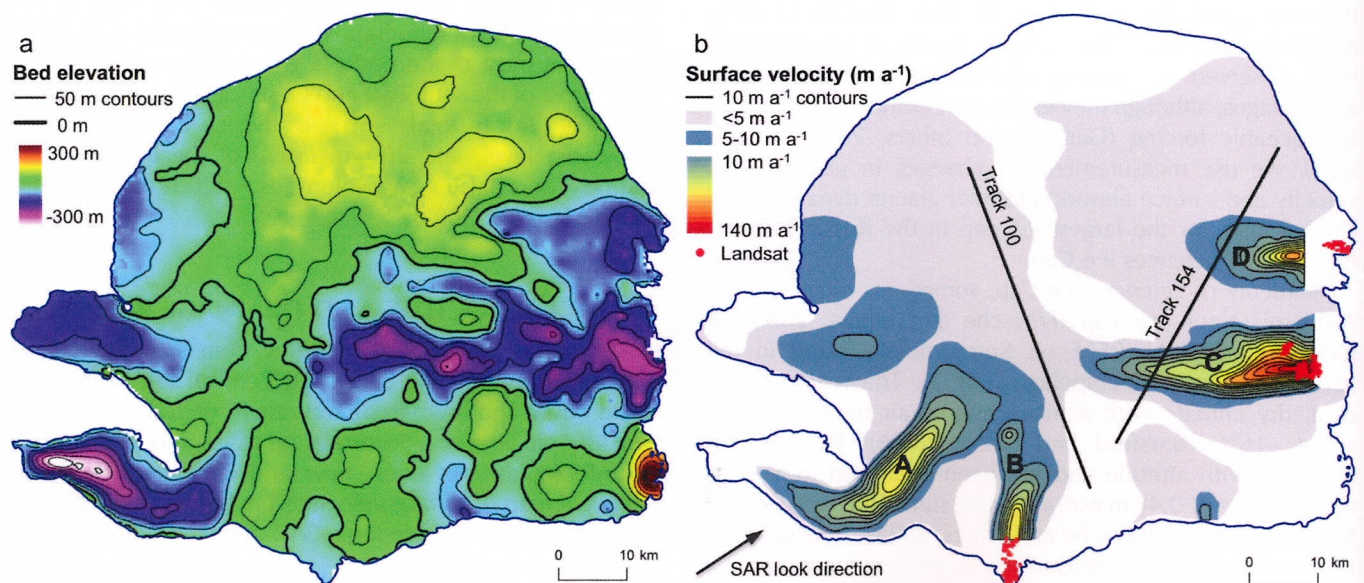 a
Bed elevation
50 m contours
0 m
300 m
-300 m
0 10 km
b
Surface velocity (m a⁻¹)
10 m a⁻¹ contours
<5 m a⁻¹
5-10 m a⁻¹
10 m a⁻¹
140 m a⁻¹
Landsat
Track 100
Track 154
D
C
A
B
SAR look direction
0 10 km